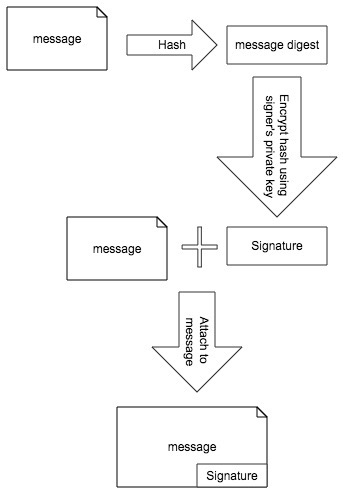 message
Hash
message digest
Encrypt hash using
signer's private key
message
Signature
Attach to
message
message
Signature